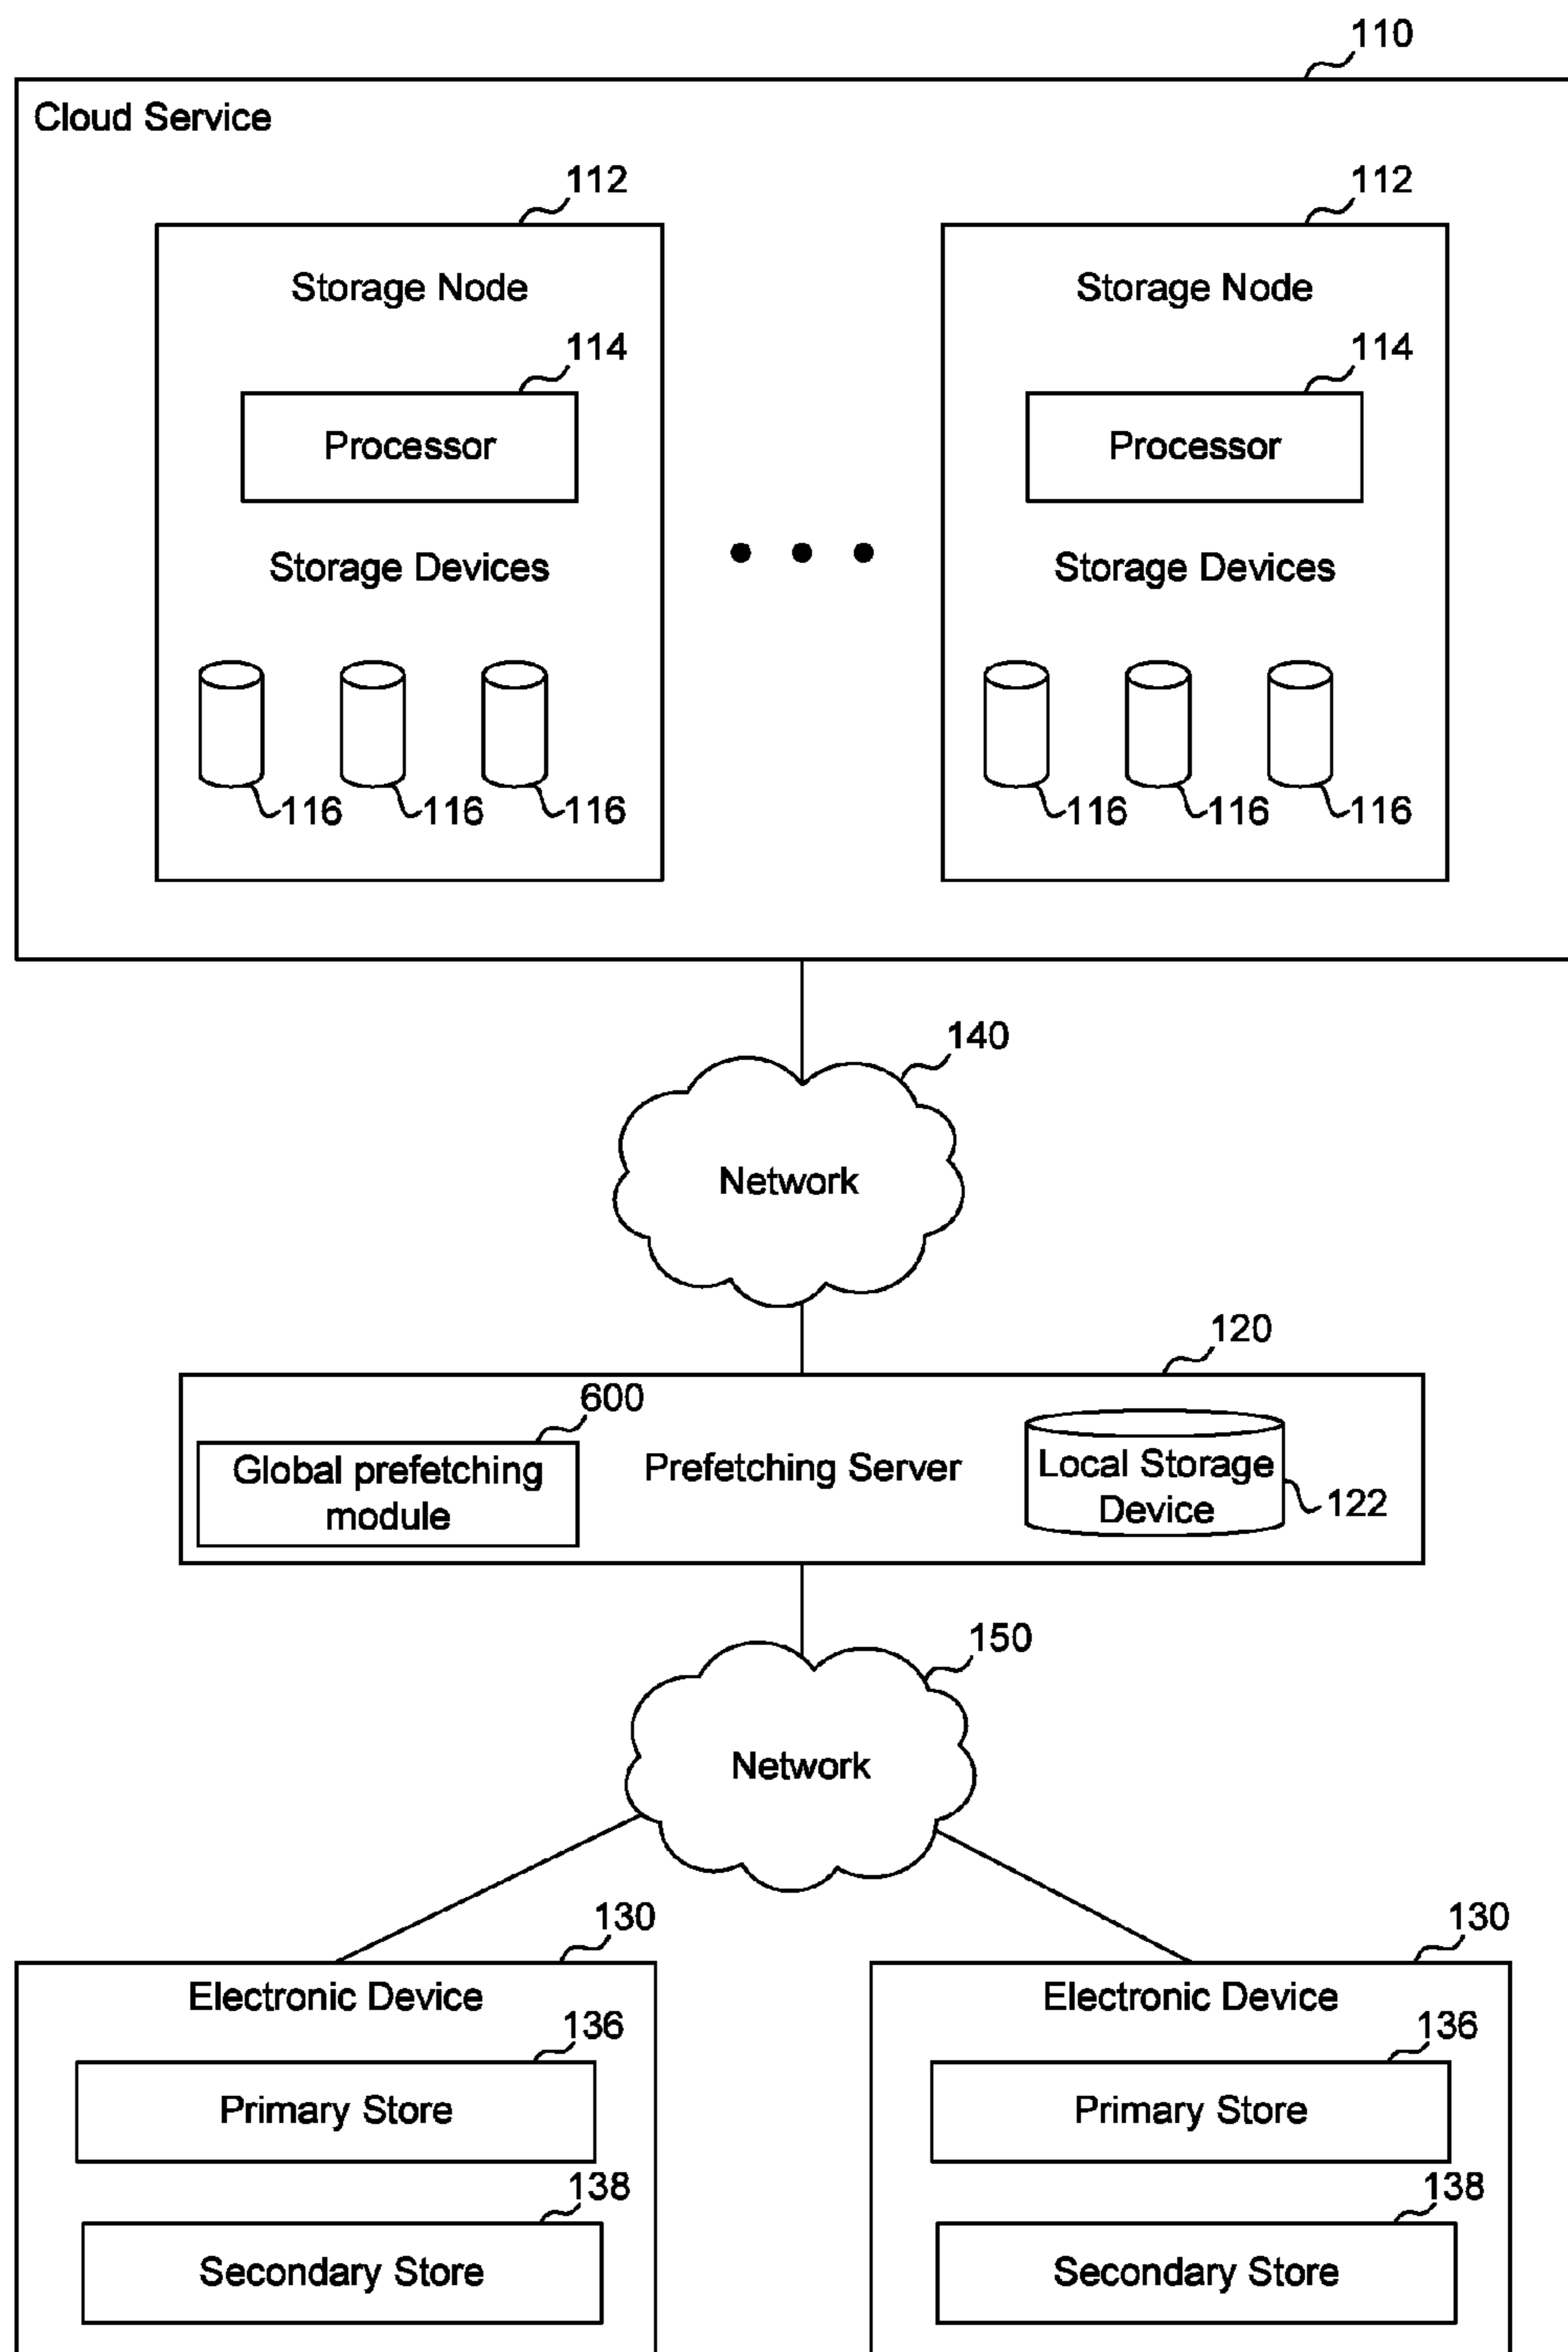 110
Cloud Service
112
112
Storage Node
Storage Node
114
114
Processor
Processor
Storage Devices
Storage Devices
116
116
116
116
116
116
140
Network
120
600
Global prefetching
module
Prefetching Server
Local Storage
Device
122
150
Network
130
130
Electronic Device
Electronic Device
136
136
Primary Store
Primary Store
138
138
Secondary Store
Secondary Store